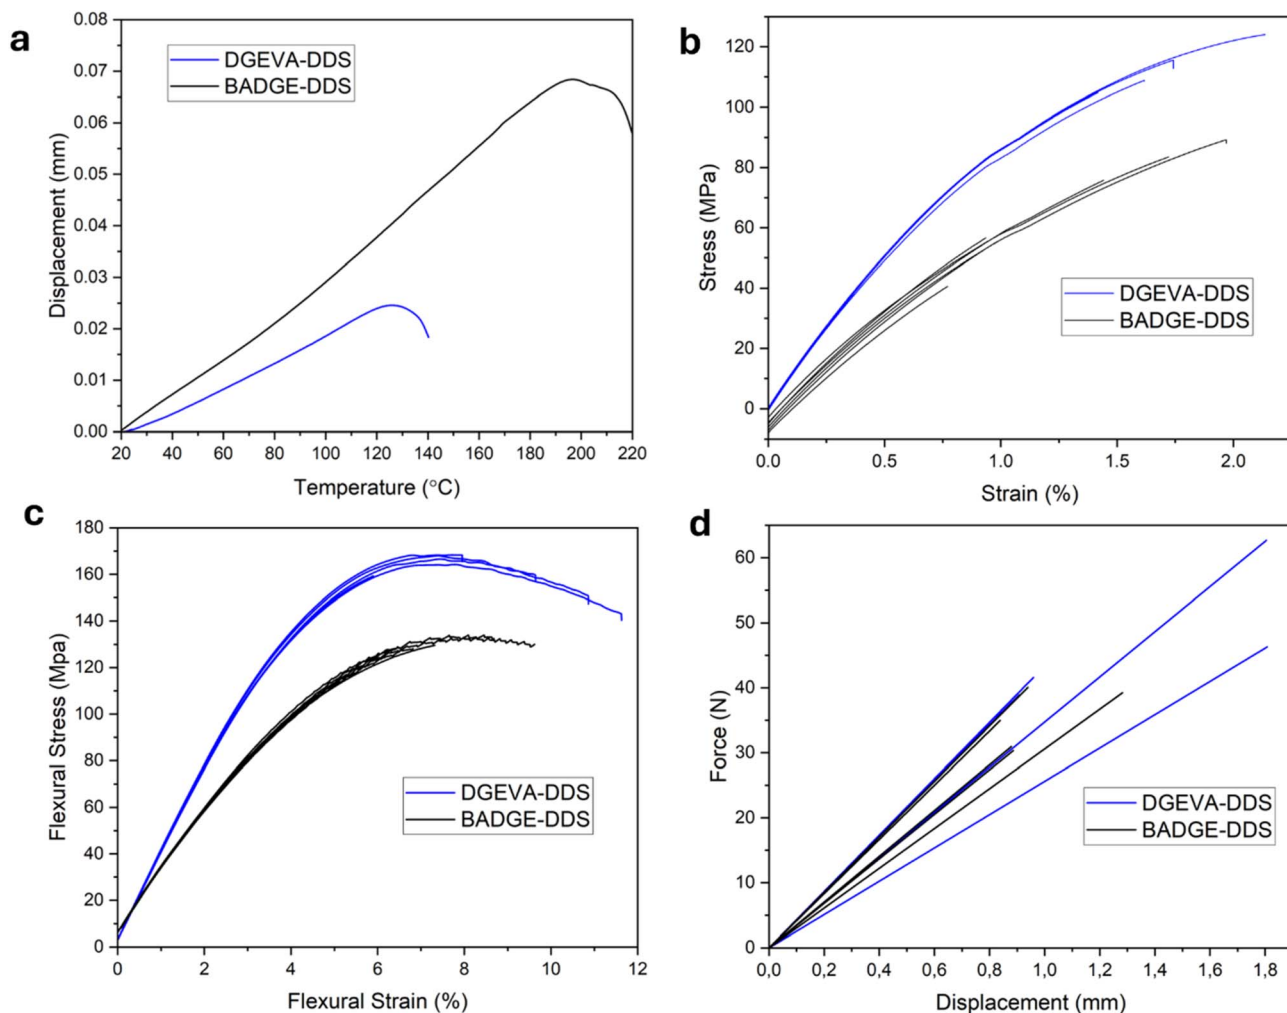 a
0.08
0.07
0.06
0.05
0.04
0.03
0.02
0.01
0.00
Displacement (mm)
DGEVA-DDS
BADGE-DDS
20 40 60 80 100 120 140 160 180 200 220
Temperature (°C)
b
120
100
80
60
40
20
0
Stress (MPa)
DGEVA-DDS
BADGE-DDS
0.0 0.5 1.0 1.5 2.0
Strain (%)
c
180
160
140
120
100
80
60
40
20
0
Flexural Stress (Mpa)
DGEVA-DDS
BADGE-DDS
0 2 4 6 8 10 12
Flexural Strain (%)
d
60
50
40
30
20
10
0
Force (N)
DGEVA-DDS
BADGE-DDS
0,0 0,2 0,4 0,6 0,8 1,0 1,2 1,4 1,6 1,8
Displacement (mm)